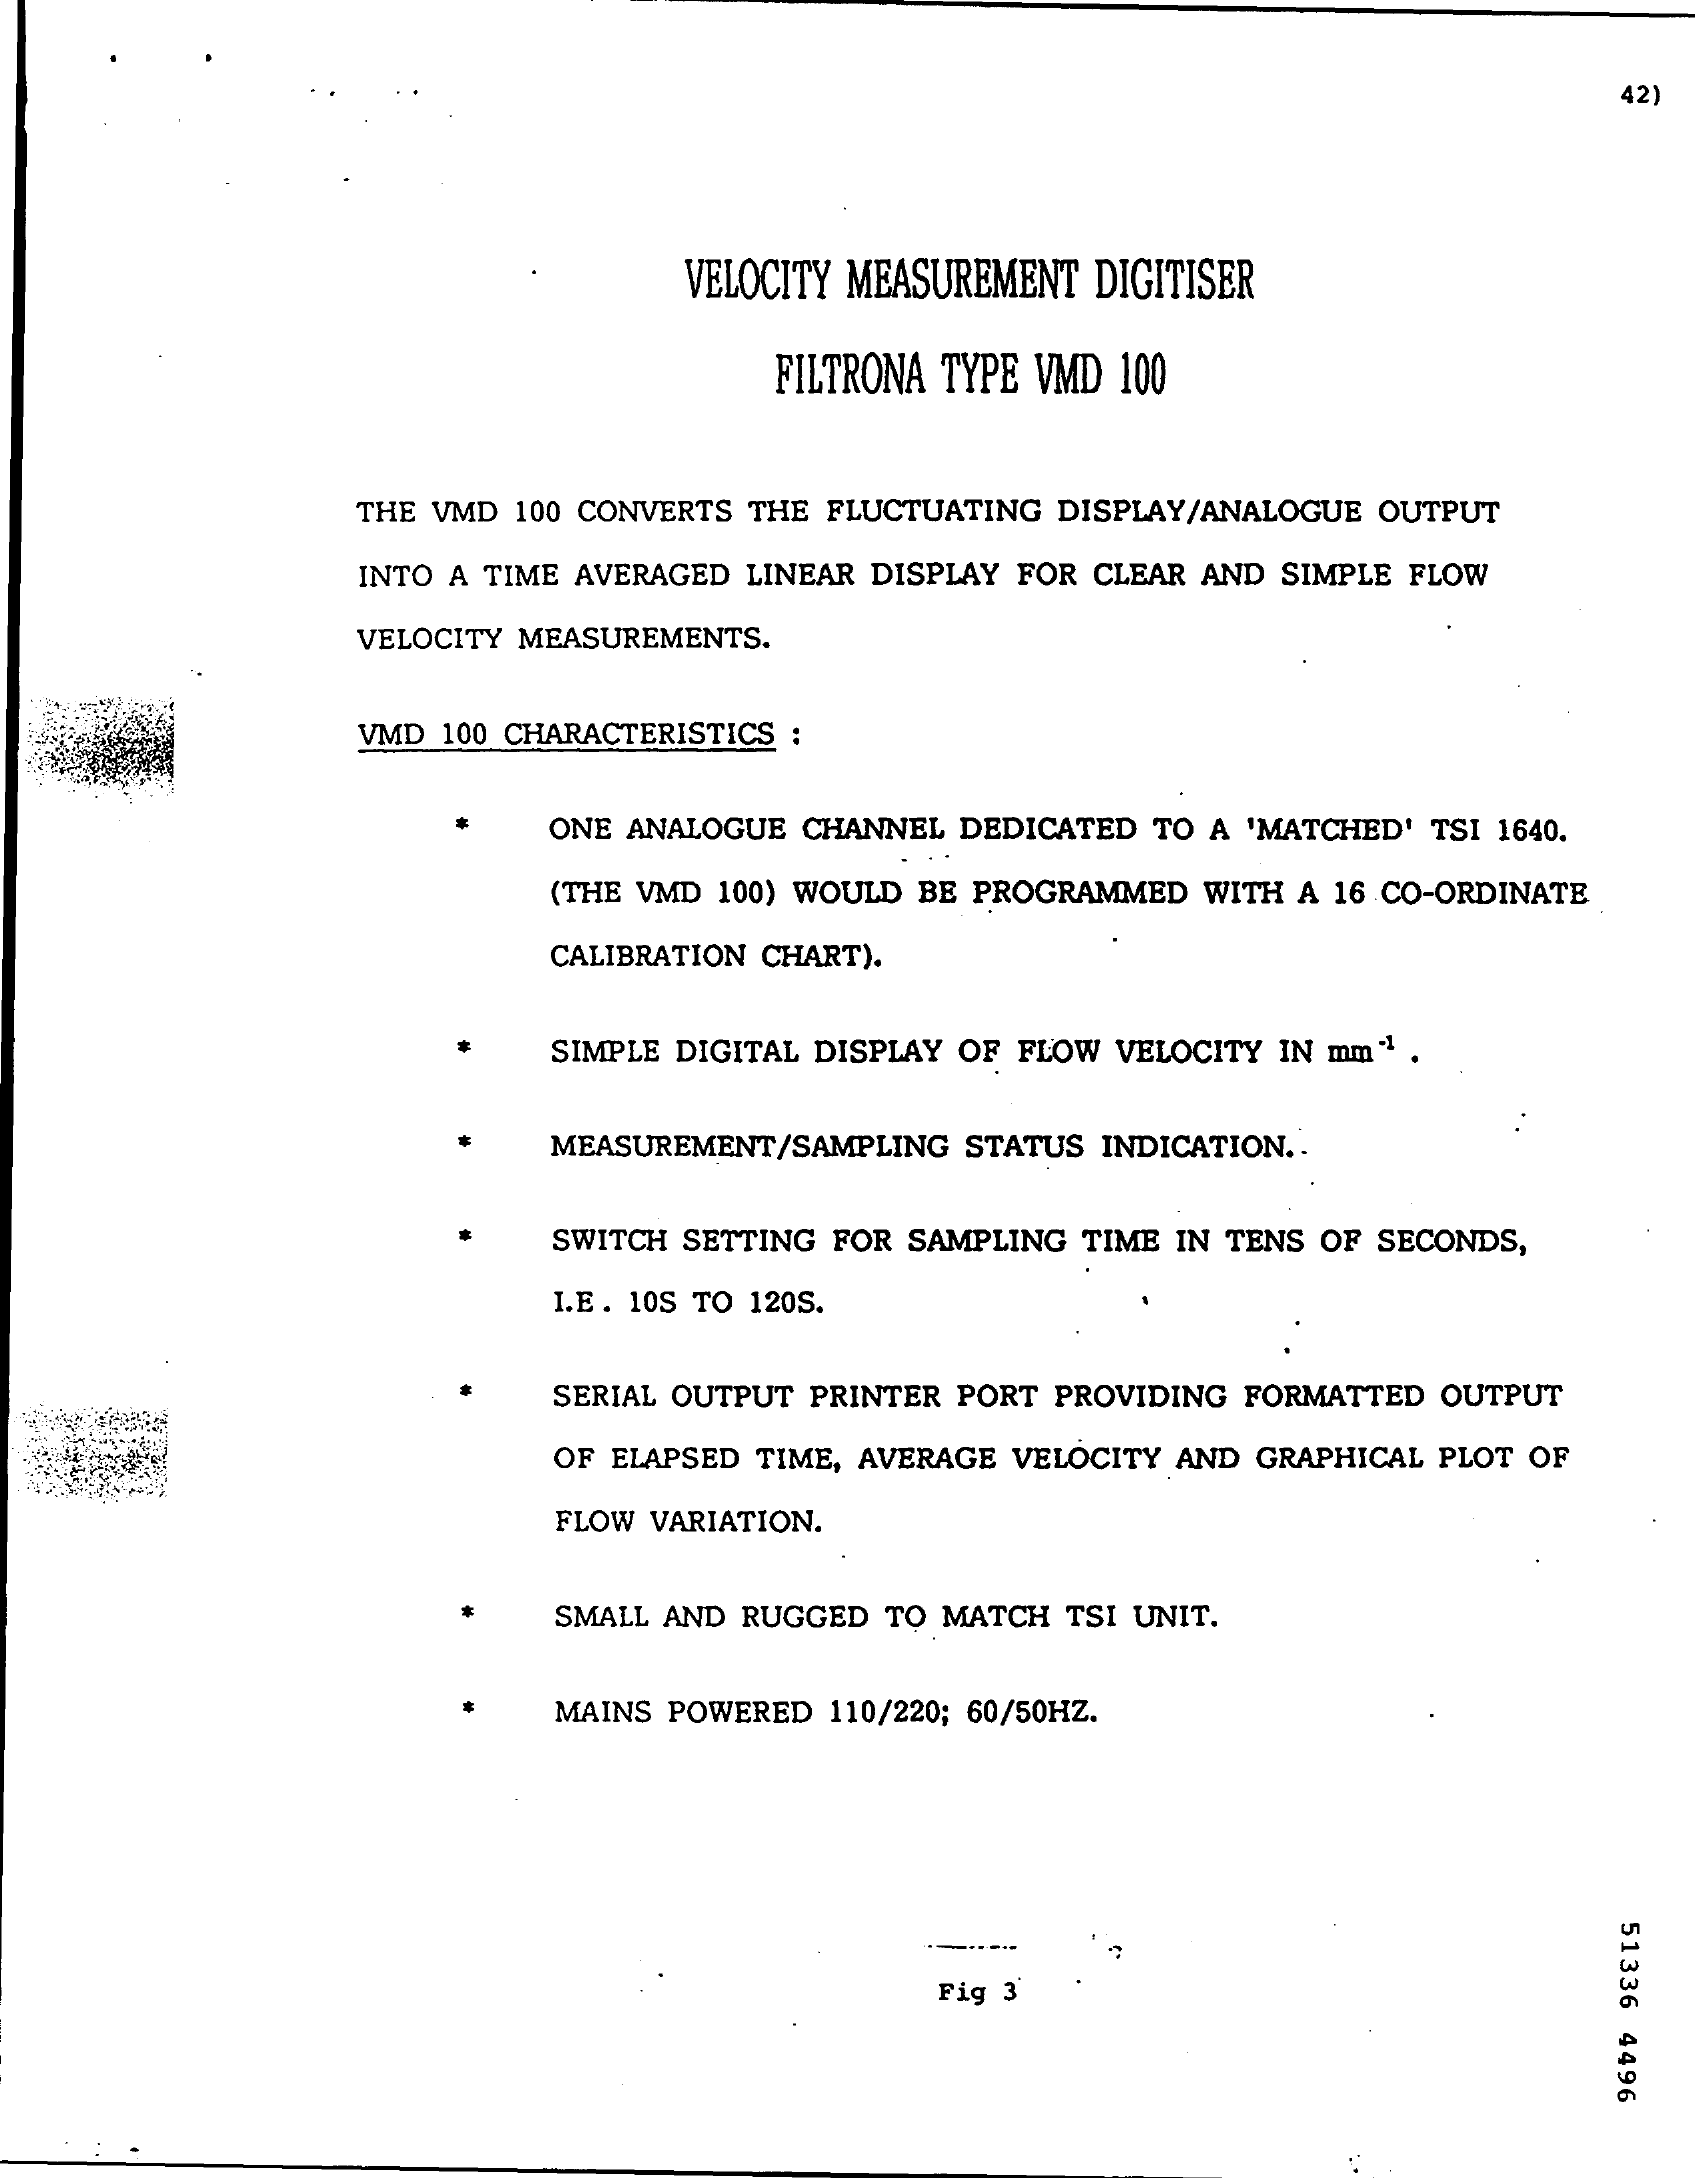 42)
VELOCITY MEASUREMENT DIGITISER
FILTRONA TYPE VMD 100
THE VMD 100 CONVERTS THE FLUCTUATING DISPLAY/ANALOGUE OUTPUT
INTO A TIME AVERAGED LINEAR DISPLAY FOR CLEAR AND SIMPLE FLOW
VELOCITY MEASUREMENTS.
VMD 100 CHARACTERISTICS :
* ONE ANALOGUE CHANNEL DEDICATED TO A 'MATCHED' TSI 1640.
(THE VMD 100) WOULD BE PROGRAMMED WITH A 16 CO-ORDINATE
CALIBRATION CHART).
* SIMPLE DIGITAL DISPLAY OF FLOW VELOCITY IN mm⁻¹ .
* MEASUREMENT/SAMPLING STATUS INDICATION.
* SWITCH SETTING FOR SAMPLING TIME IN TENS OF SECONDS,
I.E. 10S TO 120S.
* SERIAL OUTPUT PRINTER PORT PROVIDING FORMATTED OUTPUT
OF ELAPSED TIME, AVERAGE VELOCITY AND GRAPHICAL PLOT OF
FLOW VARIATION.
* SMALL AND RUGGED TO MATCH TSI UNIT.
* MAINS POWERED 110/220; 60/50HZ.
Fig 3
51336 4496